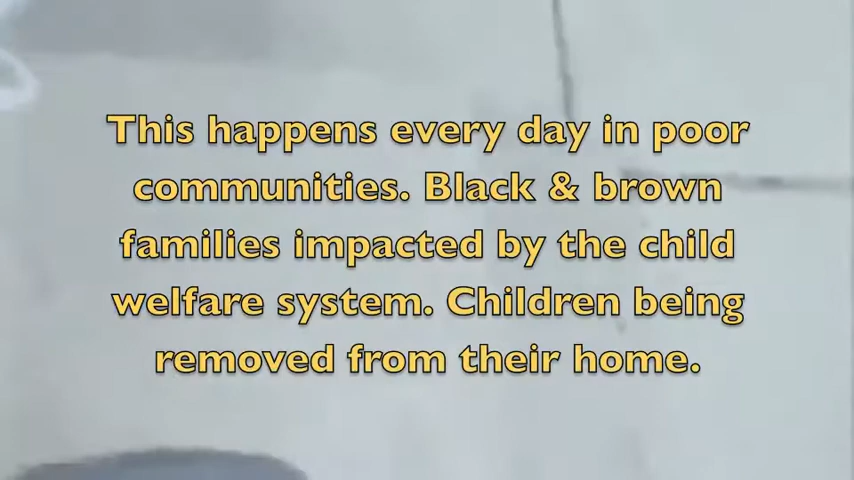 This happens every day in poor
communities. Black & brown
families impacted by the child
welfare system. Children being
removed from their home.